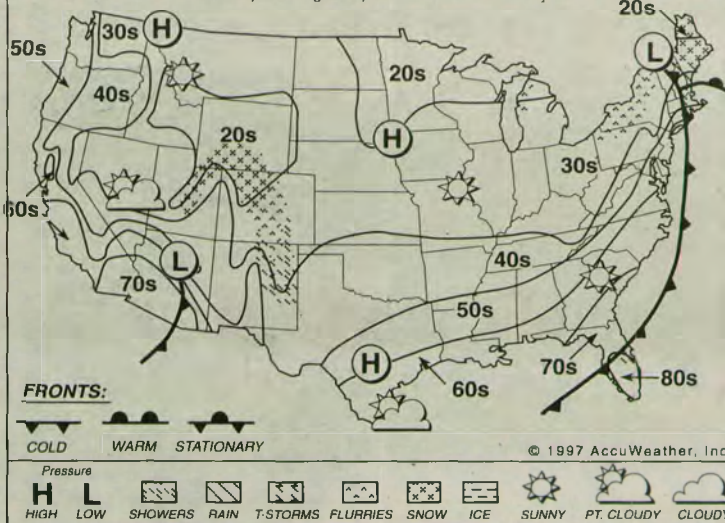 20s
30s
H
50s
L
20s
40s
20s
H
30s
60s
40s
L
70s
50s
H
60s
70s
80s
FRONTS:
COLD WARM STATIONARY
© 1997 AccuWeather, Inc.
Pressure
H L
HIGH LOW SHOWERS RAIN T-STORMS FLURRIES SNOW ICE SUNNY PT. CLOUDY CLOUDY